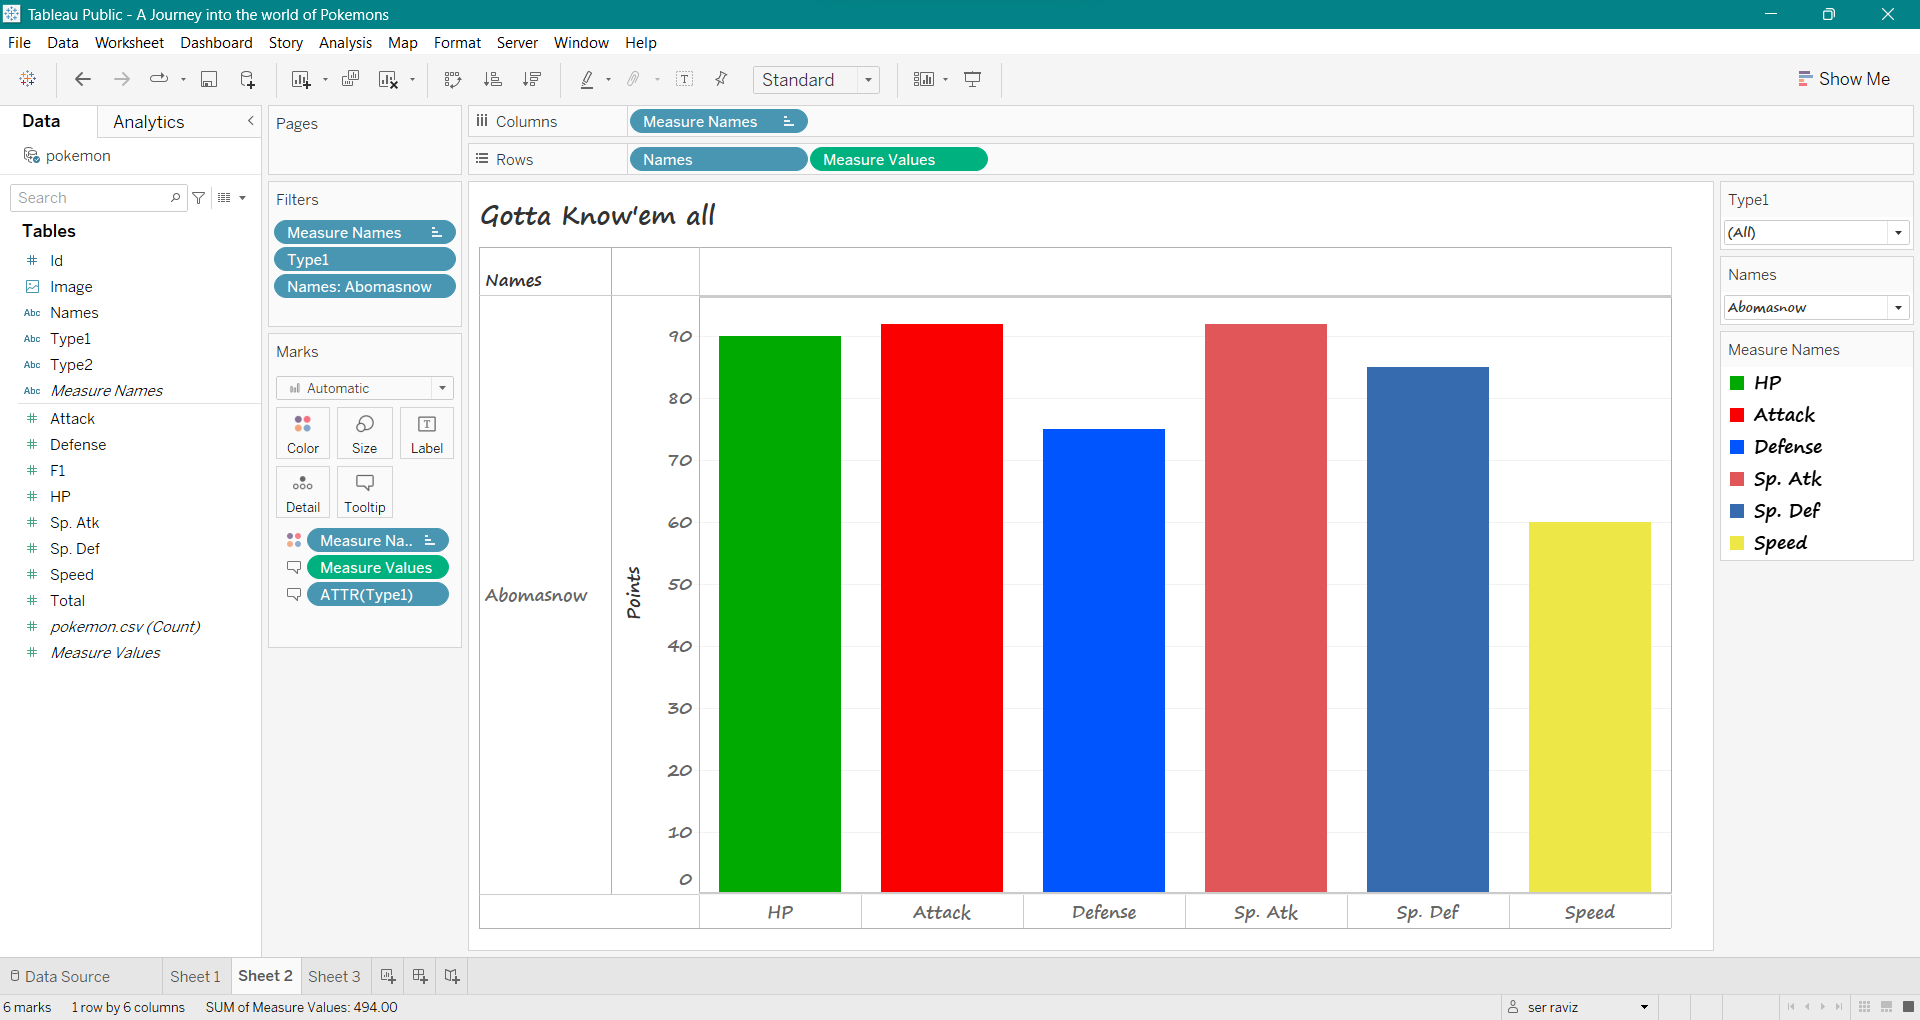 Tableau Public - A Journey into the world of Pokemons
File Data Worksheet Dashboard Story Analysis Map Format Server Window Help
Standard
Show Me
Data Analytics
pokemon
Search
Tables
Id
Image
Abc Names
Abc Type1
Abc Type2
Abc Measure Names
Attack
Defense
F1
HP
Sp. Atk
Sp. Def
Speed
Total
pokemon.csv (Count)
Measure Values
Pages
Filters
Measure Names
Type1
Names: Abomasnow
Marks
Automatic
Color Size Label
Detail Tooltip
Measure Na..
Measure Values
ATTR(Type1)
Columns Measure Names
Rows Names Measure Values
Gotta Know'em all
Names
Abomasnow
Points
90
80
70
60
50
40
30
20
10
0
HP Attack Defense Sp. Atk Sp. Def Speed
Type1
(All)
Names
Abomasnow
Measure Names
HP
Attack
Defense
Sp. Atk
Sp. Def
Speed
Data Source Sheet 1 Sheet 2 Sheet 3
6 marks 1 row by 6 columns SUM of Measure Values: 494.00
ser raviz